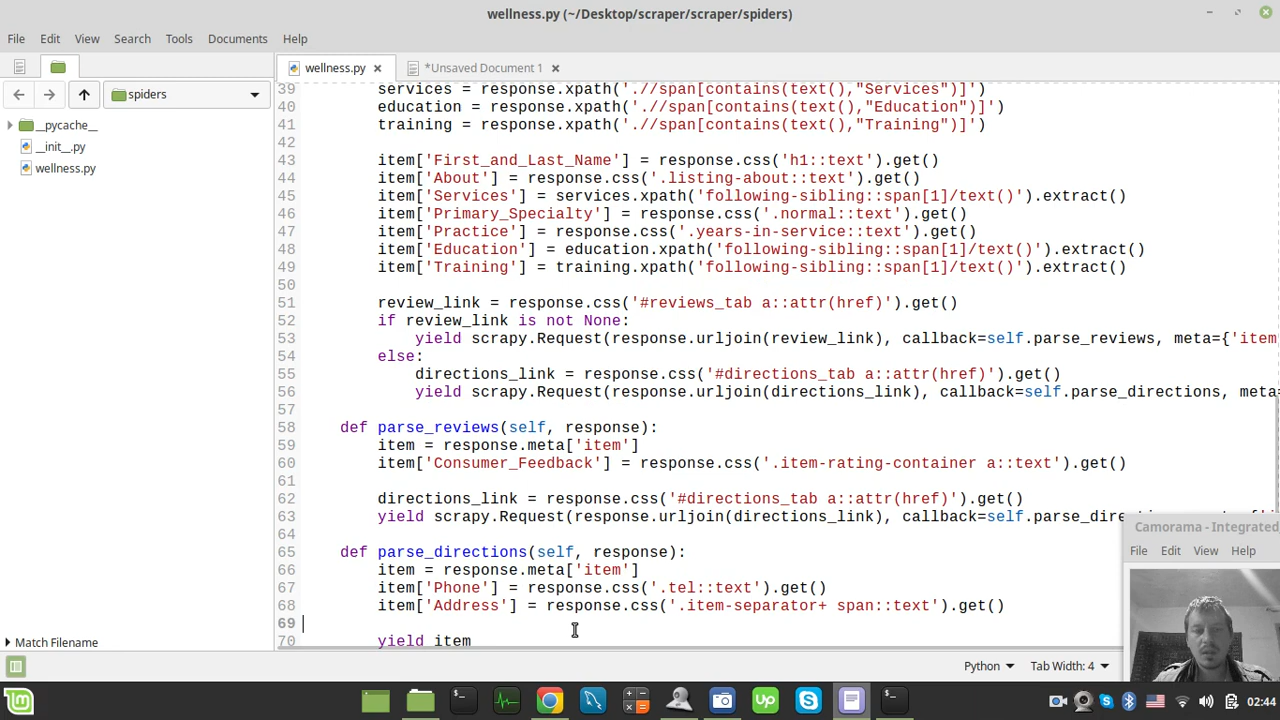 wellness.py (~/Desktop/scraper/scraper/spiders)
File Edit View Search Tools Documents Help
wellness.py *Unsaved Document 1
spiders
__pycache__
__init__.py
wellness.py
39 services = response.xpath('.//span[contains(text(),"Services")]')
40 education = response.xpath('.//span[contains(text(),"Education")]')
41 training = response.xpath('.//span[contains(text(),"Training")]')
42
43 item['First_and_Last_Name'] = response.css('h1::text').get()
44 item['About'] = response.css('.listing-about::text').get()
45 item['Services'] = services.xpath('following-sibling::span[1]/text()').extract()
46 item['Primary_Specialty'] = response.css('.normal::text').get()
47 item['Practice'] = response.css('.years-in-service::text').get()
48 item['Education'] = education.xpath('following-sibling::span[1]/text()').extract()
49 item['Training'] = training.xpath('following-sibling::span[1]/text()').extract()
50
51 review_link = response.css('#reviews_tab a::attr(href)').get()
52 if review_link is not None:
53 yield scrapy.Request(response.urljoin(review_link), callback=self.parse_reviews, meta={'item
54 else:
55 directions_link = response.css('#directions_tab a::attr(href)').get()
56 yield scrapy.Request(response.urljoin(directions_link), callback=self.parse_directions, meta=
57
58 def parse_reviews(self, response):
59 item = response.meta['item']
60 item['Consumer_Feedback'] = response.css('.item-rating-container a::text').get()
61
62 directions_link = response.css('#directions_tab a::attr(href)').get()
63 yield scrapy.Request(response.urljoin(directions_link), callback=self.parse_
64
65 def parse_directions(self, response):
66 item = response.meta['item']
67 item['Phone'] = response.css('.tel::text').get()
68 item['Address'] = response.css('.item-separator+ span::text').get()
69
70 yield item
Camorama - Integrated
File Edit View Help
Match Filename
Python Tab Width: 4
Up
02:44